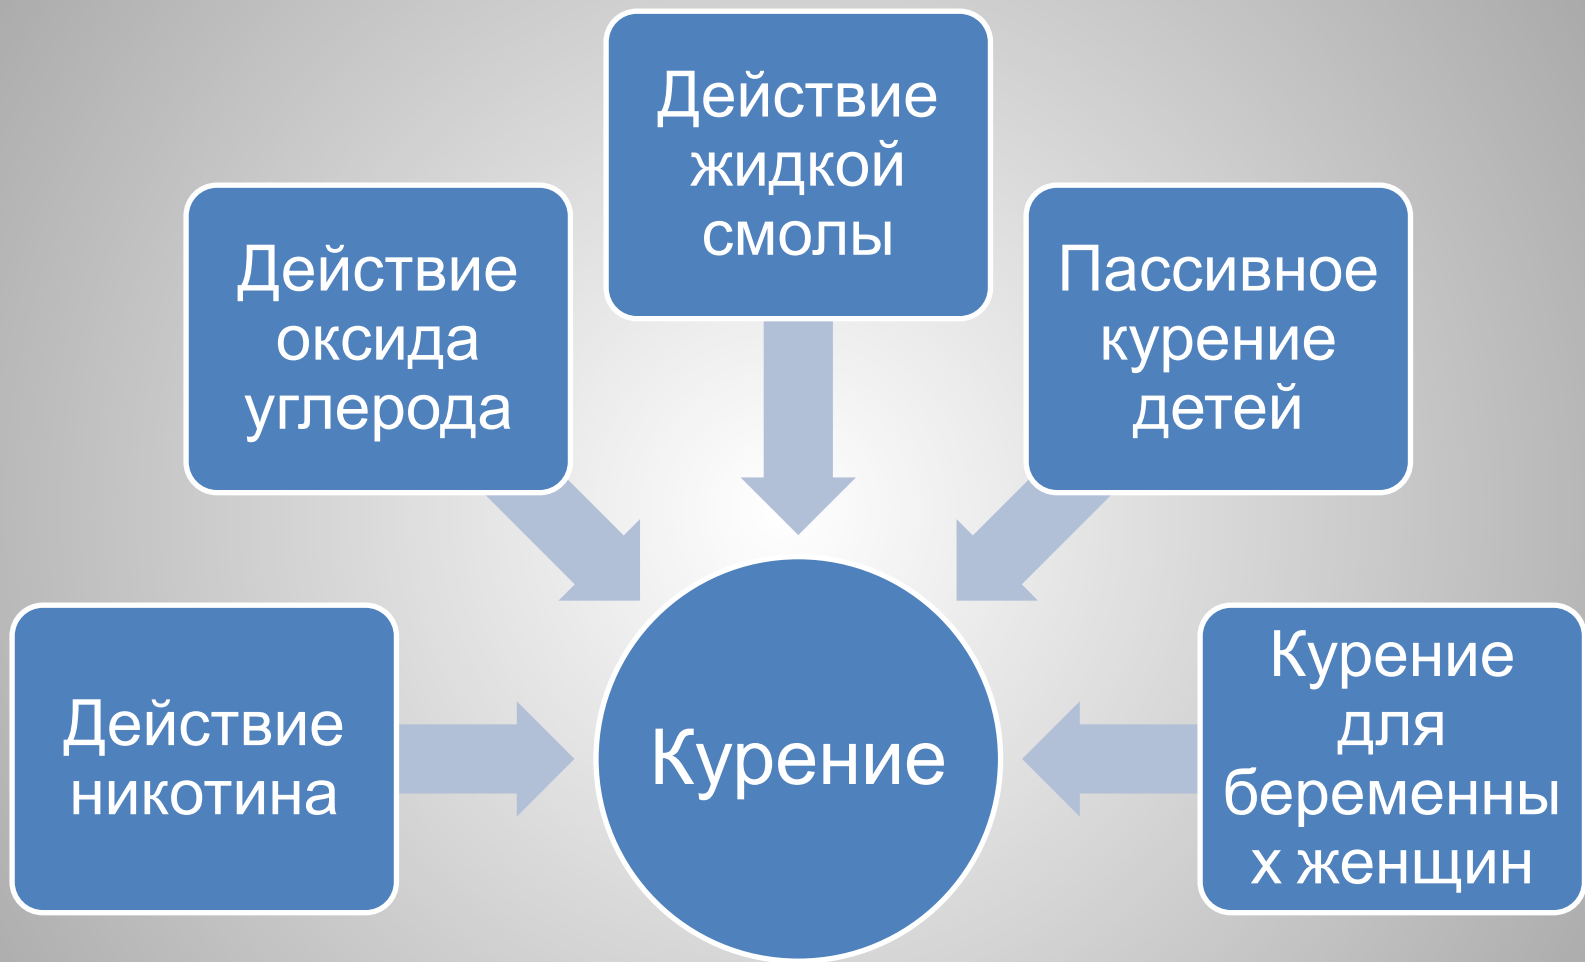 Действие
жидкой
смолы
Действие
оксида
углерода
Пассивное
курение
детей
Действие
никотина
Курение
Курение
для
беременны
х женщин